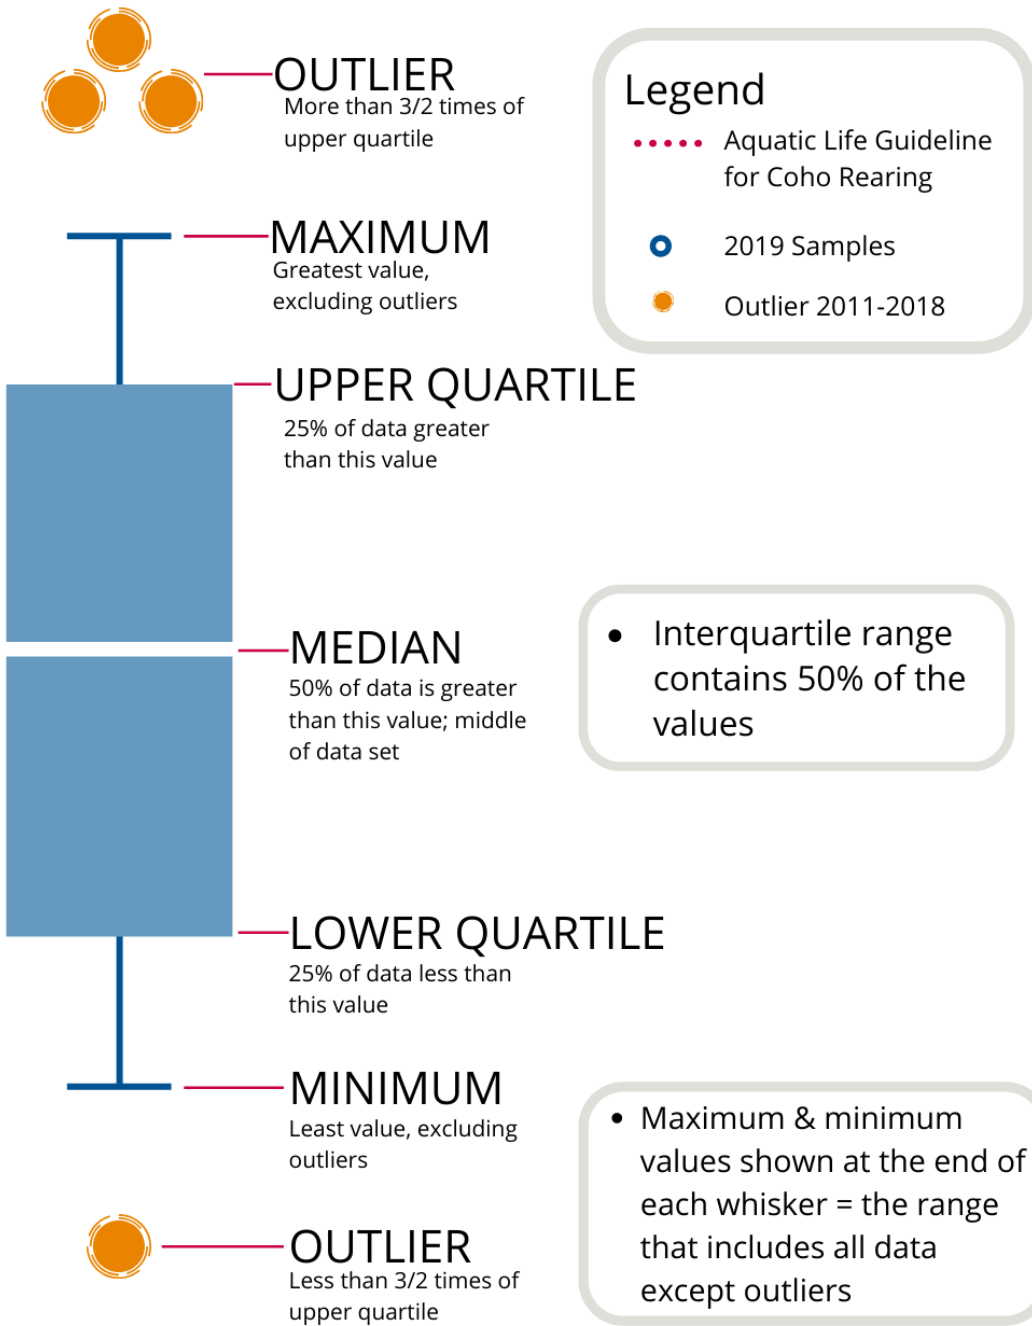 OUTLIER
More than 3/2 times of
upper quartile
Legend
Aquatic Life Guideline
for Coho Rearing
2019 Samples
Outlier 2011-2018
MAXIMUM
Greatest value,
excluding outliers
UPPER QUARTILE
25% of data greater
than this value
MEDIAN
50% of data is greater
than this value; middle
of data set
• Interquartile range
contains 50% of the
values
LOWER QUARTILE
25% of data less than
this value
MINIMUM
Least value, excluding
outliers
• Maximum & minimum
values shown at the end of
each whisker = the range
that includes all data
except outliers
OUTLIER
Less than 3/2 times of
upper quartile